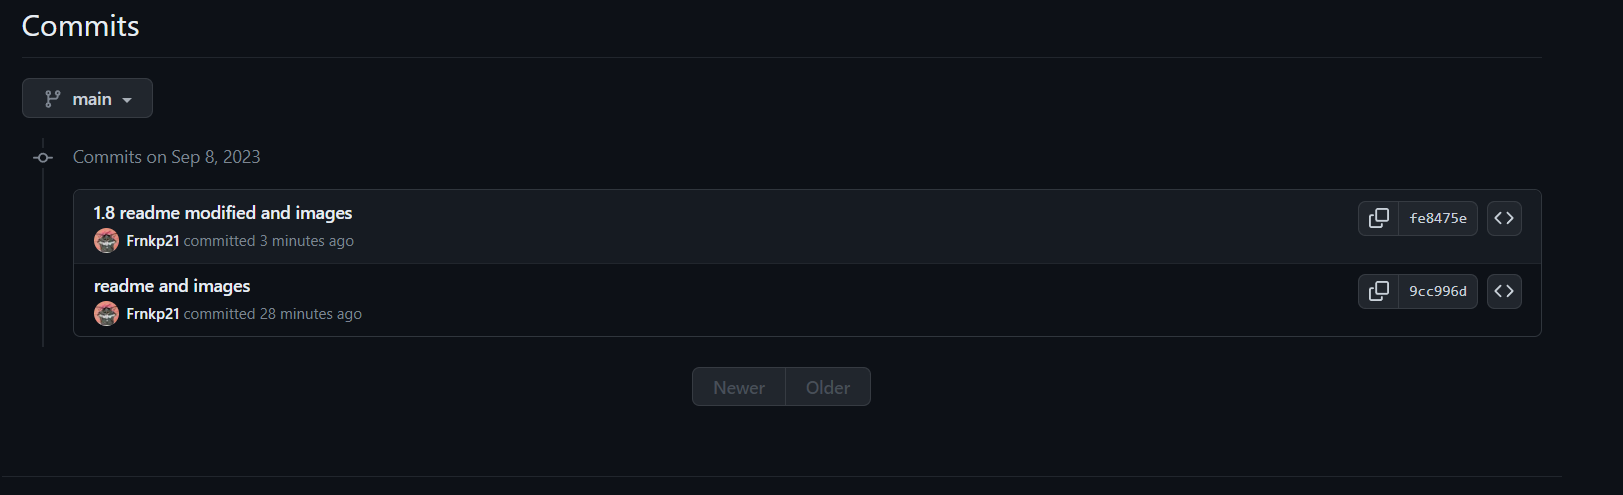 Commits
main
Commits on Sep 8, 2023
1.8 readme modified and images
fe8475e
Frnkp21 committed 3 minutes ago
readme and images
9cc996d
Frnkp21 committed 28 minutes ago
Newer Older